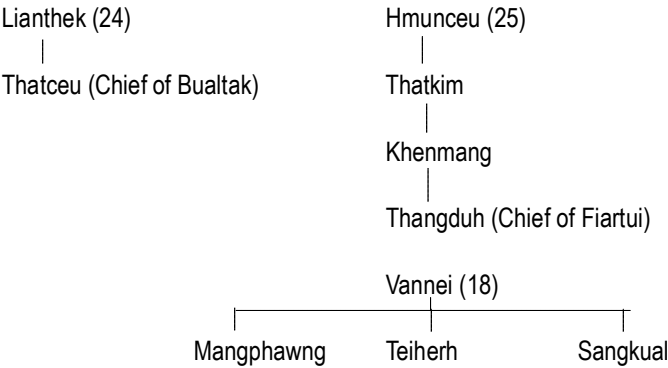 Lianthek (24) Hmunceu (25)
Thatceu (Chief of Bualtak) Thatkim
Khenmang
Thangduh (Chief of Fiartui)
Vannei (18)
Mangphawng Teiherh Sangkual